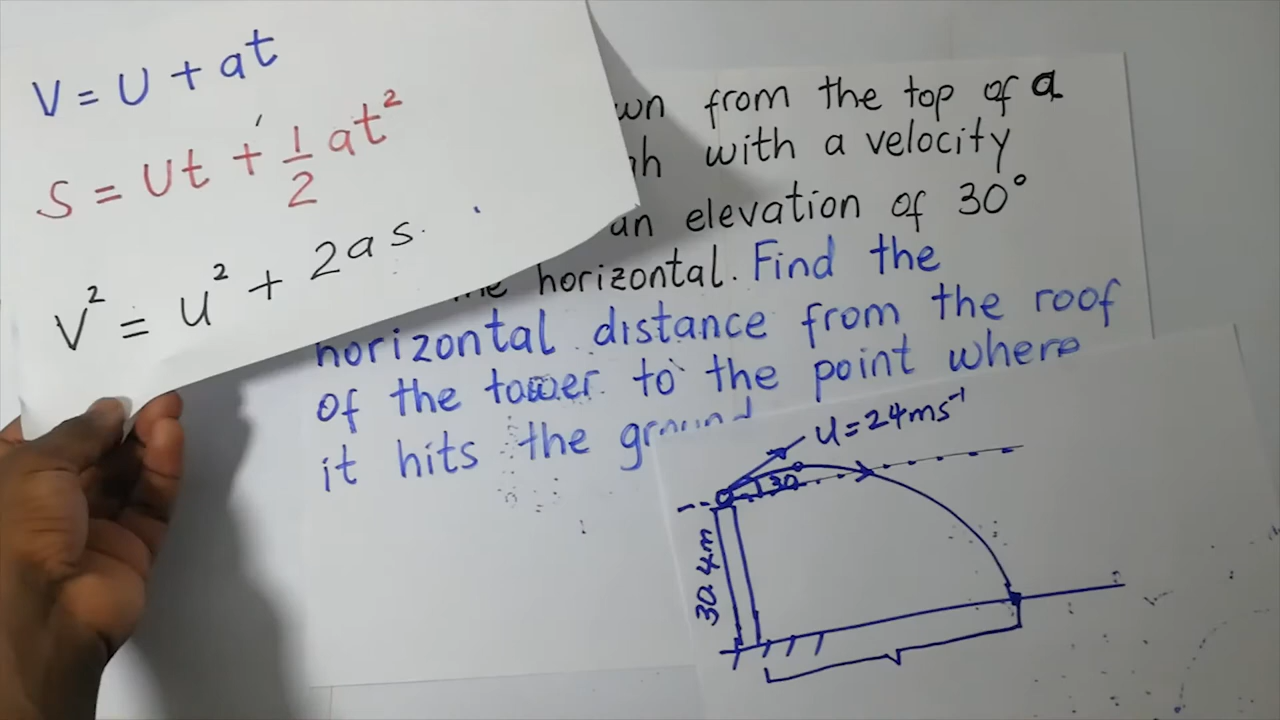 V = U + at
S = Ut + 1/2 at²
V² = U² + 2as.
from the top of a
with a velocity
an elevation of 30°
horizontal. Find the
horizontal distance from the roof
of the tower to the point where
it hits the ground
U = 24ms⁻¹
30
30.4m